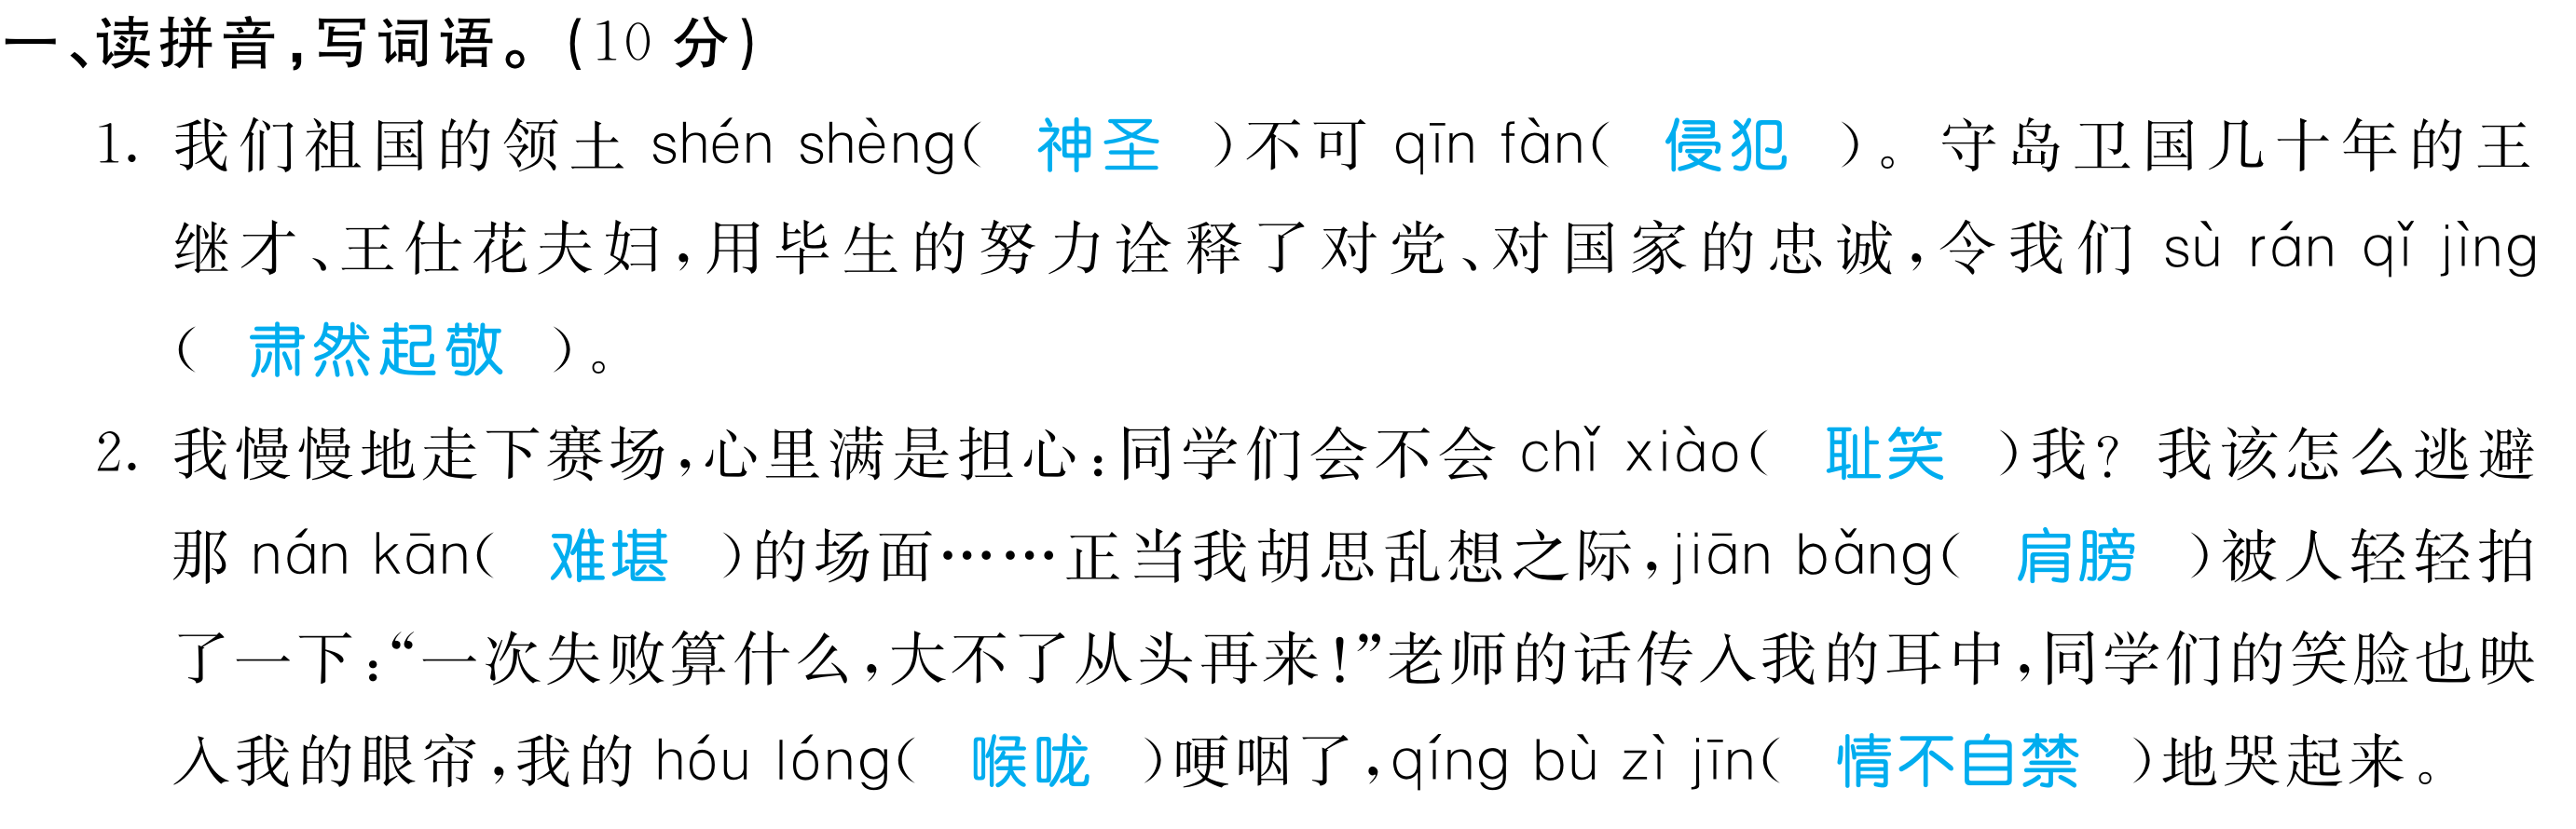 一、读拼音,写词语。(10 分)
1. 我们祖国的领土 shén shèng( 神圣 )不可 qīn fàn( 侵犯 )。守岛卫国几十年的王
继才、王仕花夫妇,用毕生的努力诠释了对党、对国家的忠诚,令我们 sù rán qǐ jìng
( 肃然起敬 )。
2. 我慢慢地走下赛场,心里满是担心:同学们会不会 chǐ xiào( 耻笑 )我? 我该怎么逃避
那 nán kān( 难堪 )的场面……正当我胡思乱想之际,jiān bǎng( 肩膀 )被人轻轻拍
了一下:“一次失败算什么,大不了从头再来!”老师的话传入我的耳中,同学们的笑脸也映
入我的眼帘,我的 hóu lóng( 喉咙 )哽咽了,qíng bù zì jīn( 情不自禁 )地哭起来。